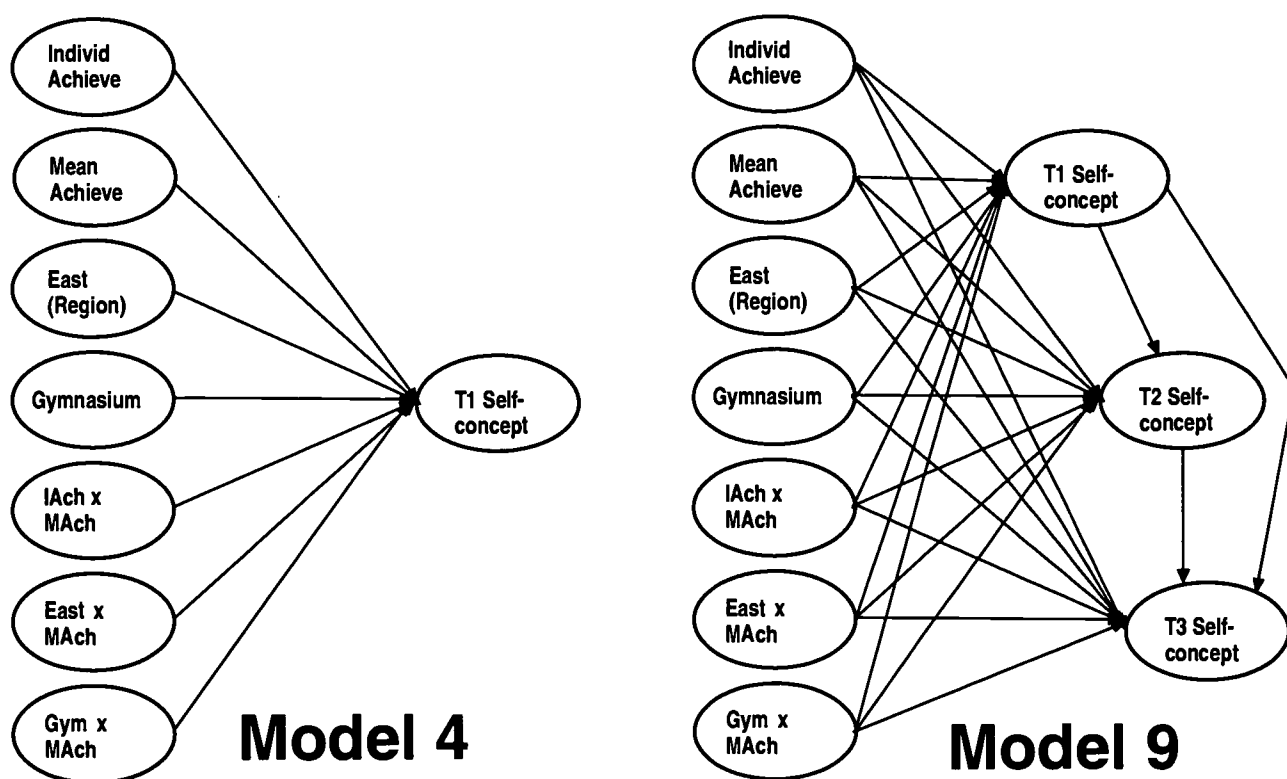 Individ
Achieve
Mean
Achieve
East
(Region)
Gymnasium
IAch x
MAch
East x
MAch
Gym x
MAch
T1 Self-
concept
Model 4
Individ
Achieve
Mean
Achieve
East
(Region)
Gymnasium
IAch x
MAch
East x
MAch
Gym x
MAch
T1 Self-
concept
T2 Self-
concept
T3 Self-
concept
Model 9